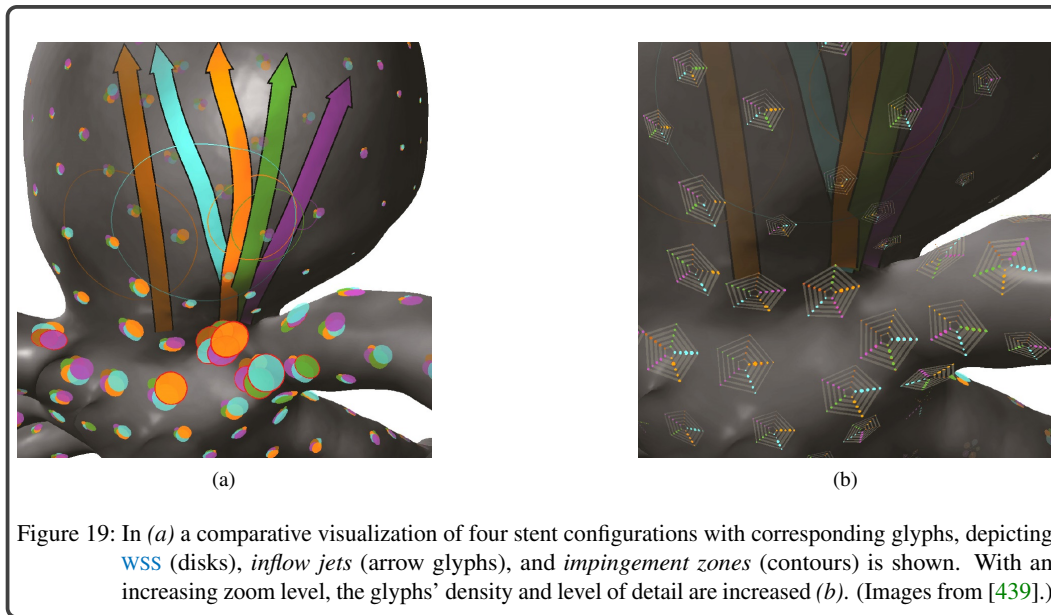 (a)
(b)
Figure 19: In (a) a comparative visualization of four stent configurations with corresponding glyphs, depicting
WSS (disks), inflow jets (arrow glyphs), and impingement zones (contours) is shown. With an
increasing zoom level, the glyphs’ density and level of detail are increased (b). (Images from [439].)